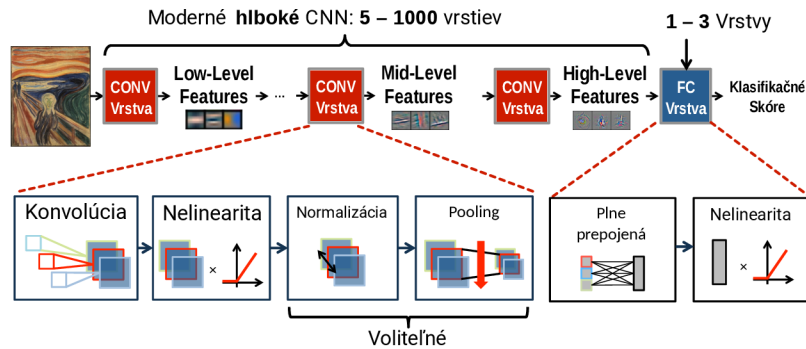 Moderné hlboké CNN: 5 – 1000 vrstiev
1 – 3 Vrstvy
CONV
Vrstva
Low-Level
Features
...
CONV
Vrstva
Mid-Level
Features
CONV
Vrstva
High-Level
Features
FC
Vrstva
Klasifikačné
Skóre
Konvolúcia
Nelinearita
×
Normalizácia
Pooling
Plne
prepojená
Nelinearita
×
Voliteľné